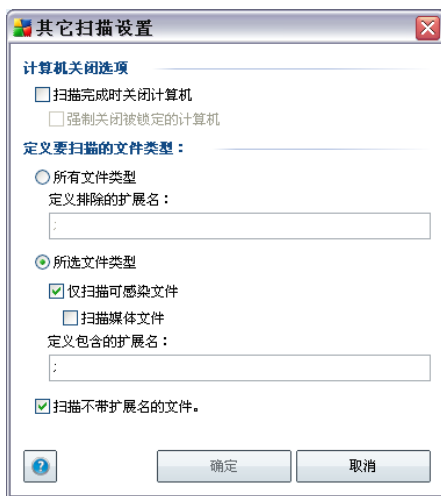 其它扫描设置
计算机关闭选项
扫描完成时关闭计算机
强制关闭被锁定的计算机
定义要扫描的文件类型：
所有文件类型
定义排除的扩展名：
;
所选文件类型
仅扫描可感染文件
扫描媒体文件
定义包含的扩展名：
;
扫描不带扩展名的文件。
?
确定
取消